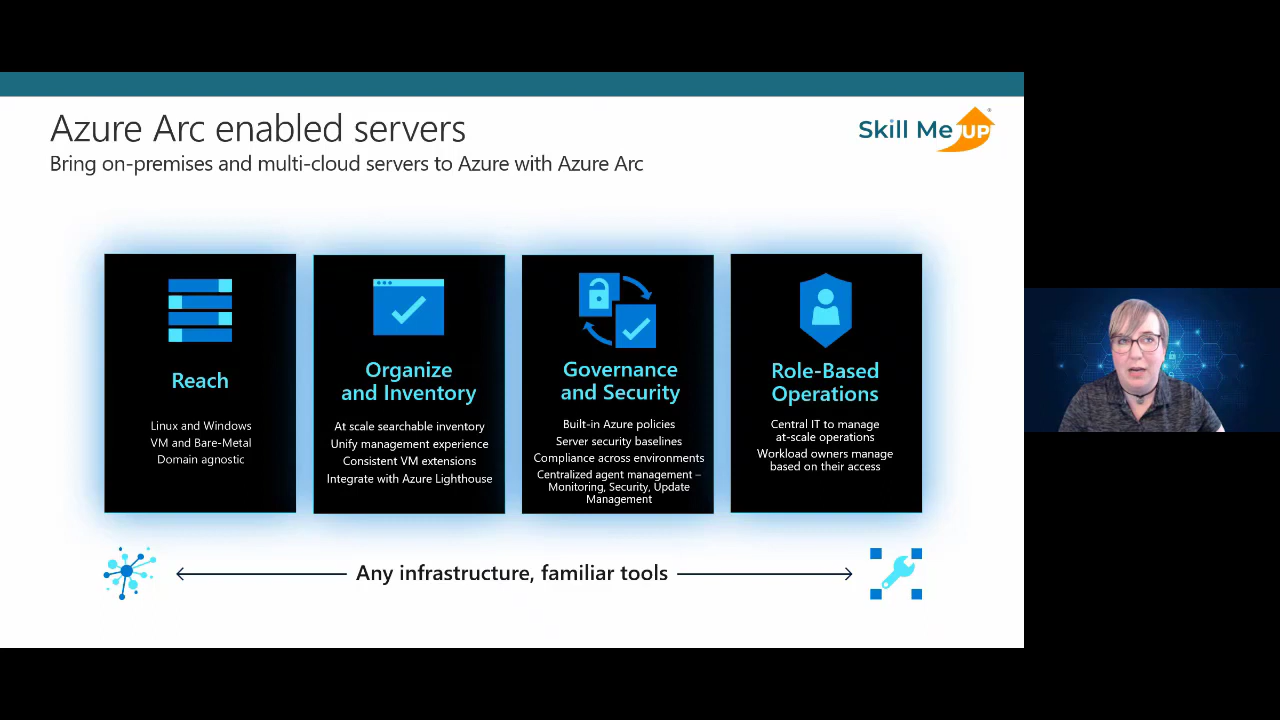 Azure Arc enabled servers
Bring on-premises and multi-cloud servers to Azure with Azure Arc
Skill Me UP
®
Reach
Linux and Windows
VM and Bare-Metal
Domain agnostic
Organize
and Inventory
At scale searchable inventory
Unify management experience
Consistent VM extensions
Integrate with Azure Lighthouse
Governance
and Security
Built-in Azure policies
Server security baselines
Compliance across environments
Centralized agent management –
Monitoring, Security, Update
Management
Role-Based
Operations
Central IT to manage
at-scale operations
Workload owners manage
based on their access
Any infrastructure, familiar tools